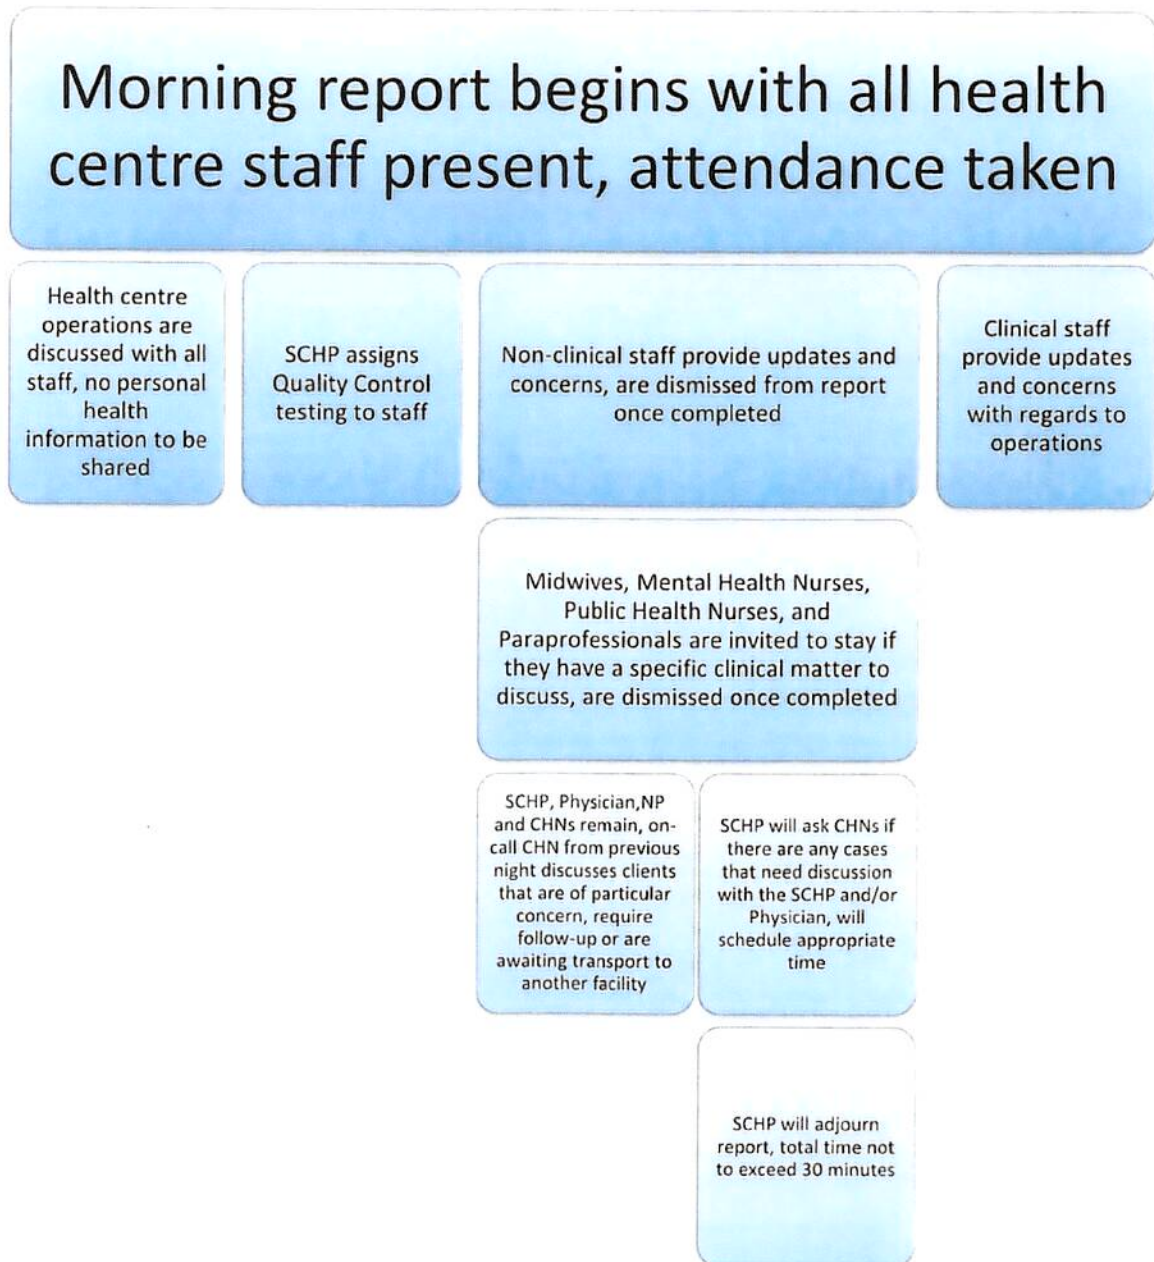 Morning report begins with all health
centre staff present, attendance taken
Health centre
operations are
discussed with all
staff, no personal
health
information to be
shared
SCHP assigns
Quality Control
testing to staff
Non-clinical staff provide updates and
concerns, are dismissed from report
once completed
Clinical staff
provide updates
and concerns
with regards to
operations
Midwives, Mental Health Nurses,
Public Health Nurses, and
Paraprofessionals are invited to stay if
they have a specific clinical matter to
discuss, are dismissed once completed
SCHP, Physician,NP
and CHNs remain, on-
call CHN from previous
night discusses clients
that are of particular
concern, require
follow-up or are
awaiting transport to
another facility
SCHP will ask CHNs if
there are any cases
that need discussion
with the SCHP and/or
Physician, will
schedule appropriate
time
SCHP will adjourn
report, total time not
to exceed 30 minutes